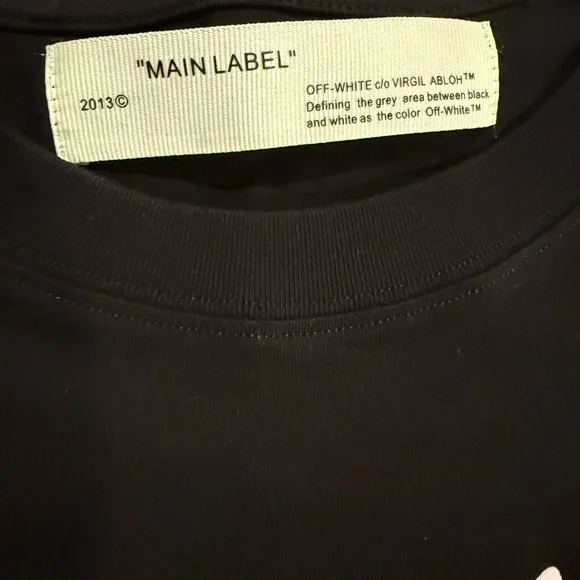 "MAIN LABEL"
2013©
OFF-WHITE c/o VIRGIL ABLOH™
Defining the grey area between black
and white as the color Off-White™